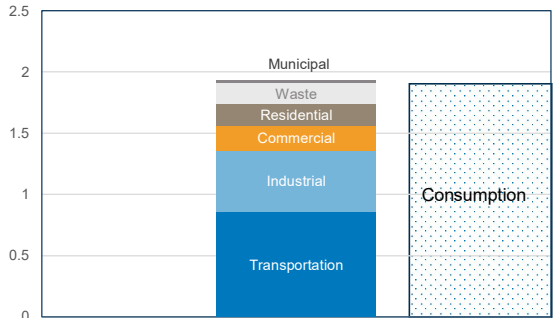 2.5
2
1.5
1
0.5
0
Municipal
Waste
Residential
Commercial
Industrial
Transportation
Consumption